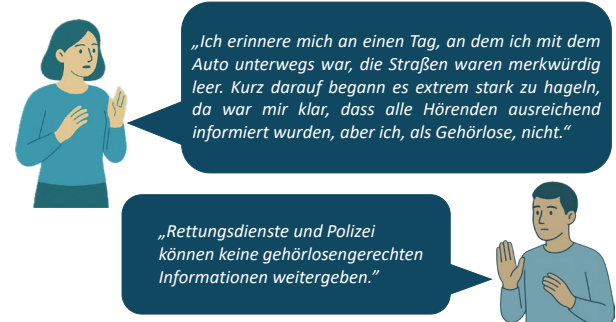 „Ich erinnere mich an einen Tag, an dem ich mit dem
Auto unterwegs war, die Straßen waren merkwürdig
leer. Kurz darauf begann es extrem stark zu hageln,
da war mir klar, dass alle Hörenden ausreichend
informiert wurden, aber ich, als Gehörlose, nicht.“
„Rettungsdienste und Polizei
können keine gehörlosengerechten
Informationen weitergeben.”